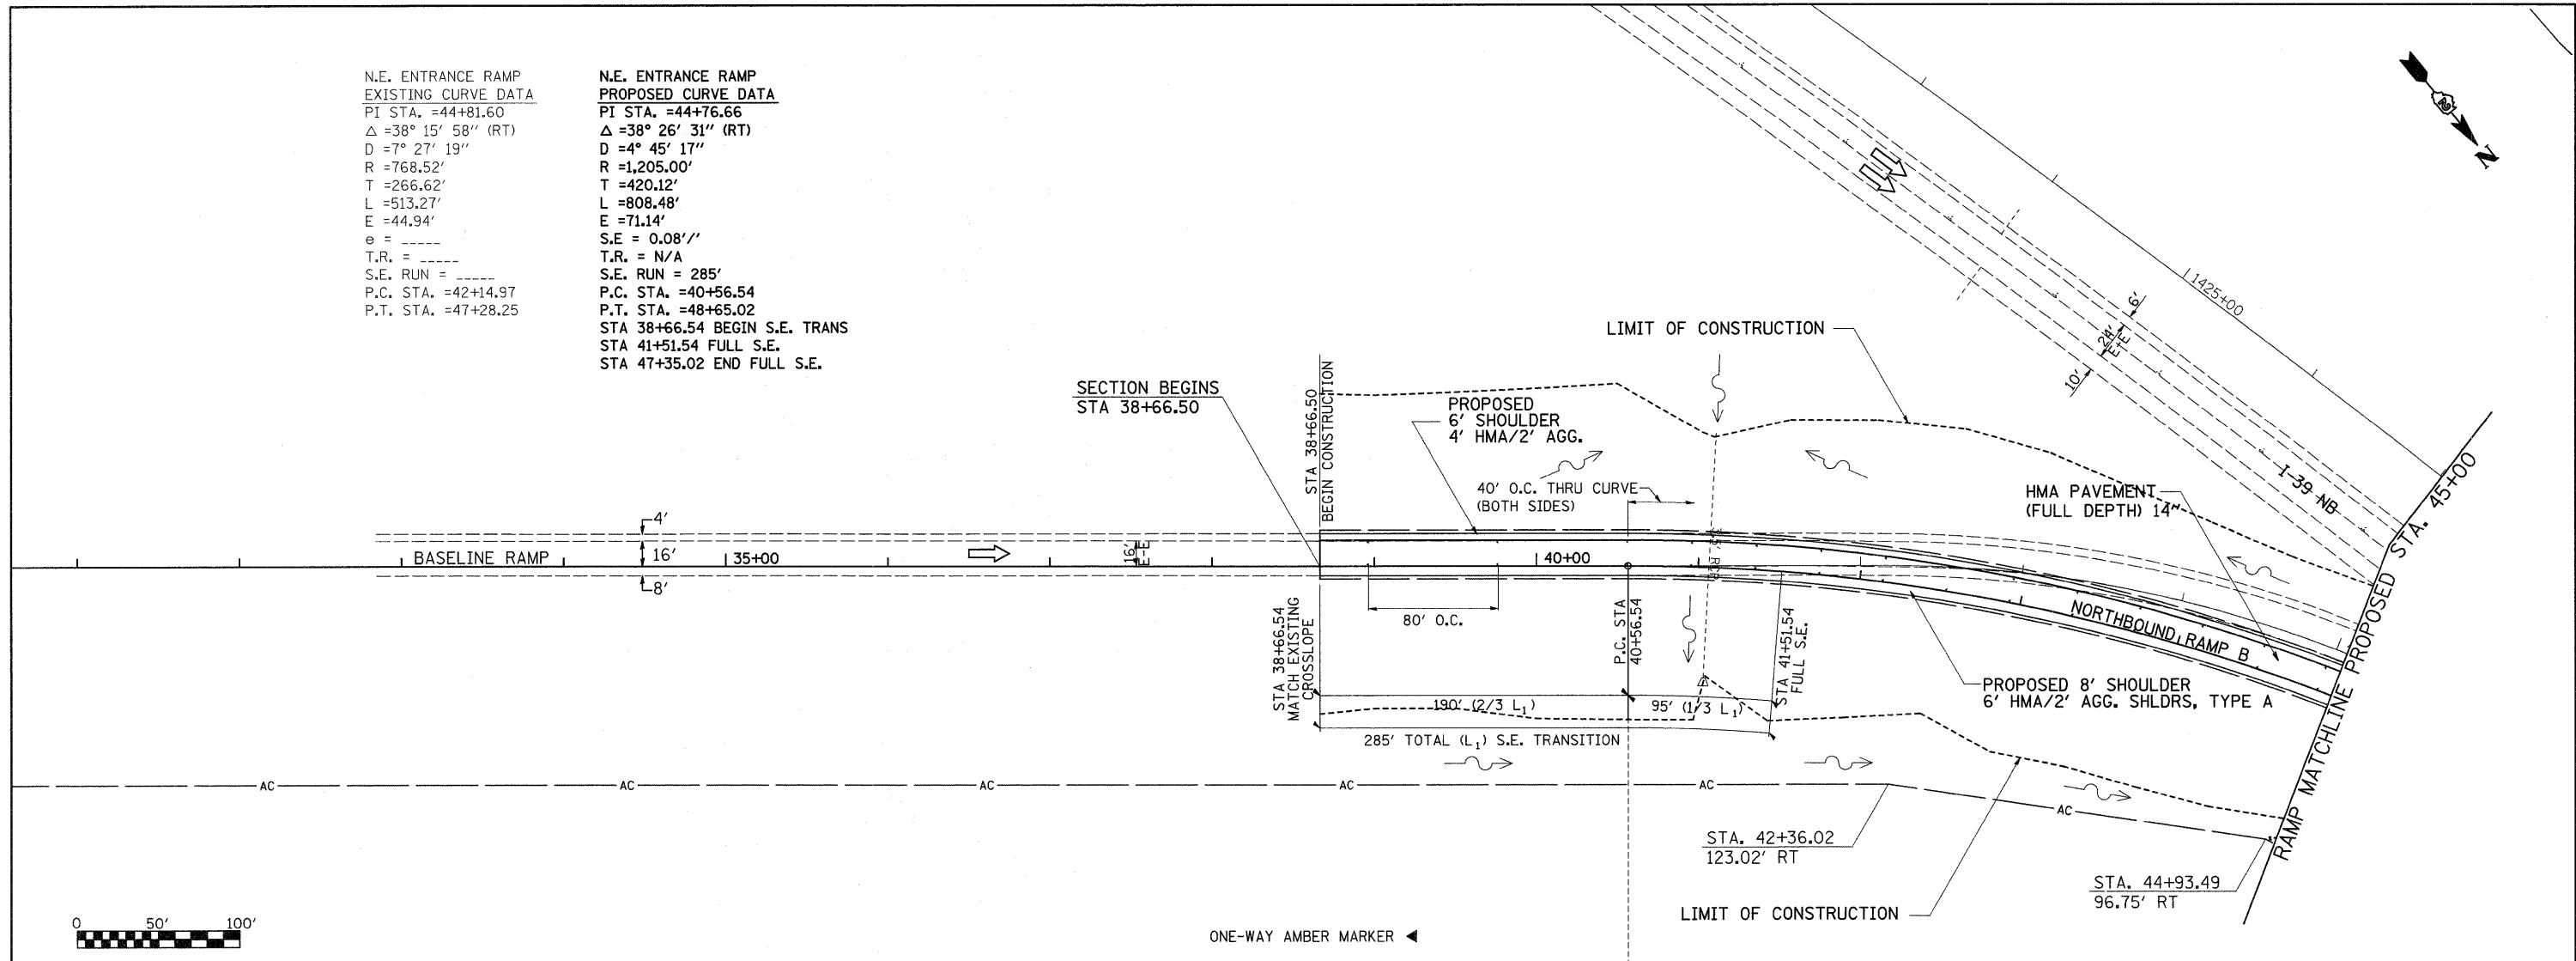 N.E. ENTRANCE RAMP
EXISTING CURVE DATA
PI STA. =44+81.60
Δ =38° 15' 58'' (RT)
D =7° 27' 19''
R =768.52'
T =266.62'
L =513.27'
E =44.94'
e = _____
T.R. = _____
S.E. RUN = _____
P.C. STA. =42+14.97
P.T. STA. =47+28.25
N.E. ENTRANCE RAMP
PROPOSED CURVE DATA
PI STA. =44+76.66
Δ =38° 26' 31'' (RT)
D =4° 45' 17''
R =1,205.00'
T =420.12'
L =808.48'
E =71.14'
S.E = 0.08'/'
T.R. = N/A
S.E. RUN = 285'
P.C. STA. =40+56.54
P.T. STA. =48+65.02
STA 38+66.54 BEGIN S.E. TRANS
STA 41+51.54 FULL S.E.
STA 47+35.02 END FULL S.E.
N
1425+00
6'
24'
E-E
10'
I-39 NB
LIMIT OF CONSTRUCTION
SECTION BEGINS
STA 38+66.50
STA 38+66.50
BEGIN CONSTRUCTION
PROPOSED
6' SHOULDER
4' HMA/2' AGG.
40' O.C. THRU CURVE
(BOTH SIDES)
HMA PAVEMENT
(FULL DEPTH) 14"
4'
16'
8'
BASELINE RAMP
35+00
16'
E-E
40+00
RCP
80' O.C.
STA 38+66.54
MATCH EXISTING
CROSSLOPE
P.C. STA
40+56.54
STA 41+51.54
FULL S.E.
190' (2/3 L₁)
95' (1/3 L₁)
285' TOTAL (L₁) S.E. TRANSITION
NORTHBOUND RAMP B
PROPOSED 8' SHOULDER
6' HMA/2' AGG. SHLDRS, TYPE A
RAMP MATCHLINE PROPOSED STA. 45+00
AC
AC
AC
AC
AC
AC
STA. 42+36.02
123.02' RT
STA. 44+93.49
96.75' RT
LIMIT OF CONSTRUCTION
0 50' 100'
ONE-WAY AMBER MARKER